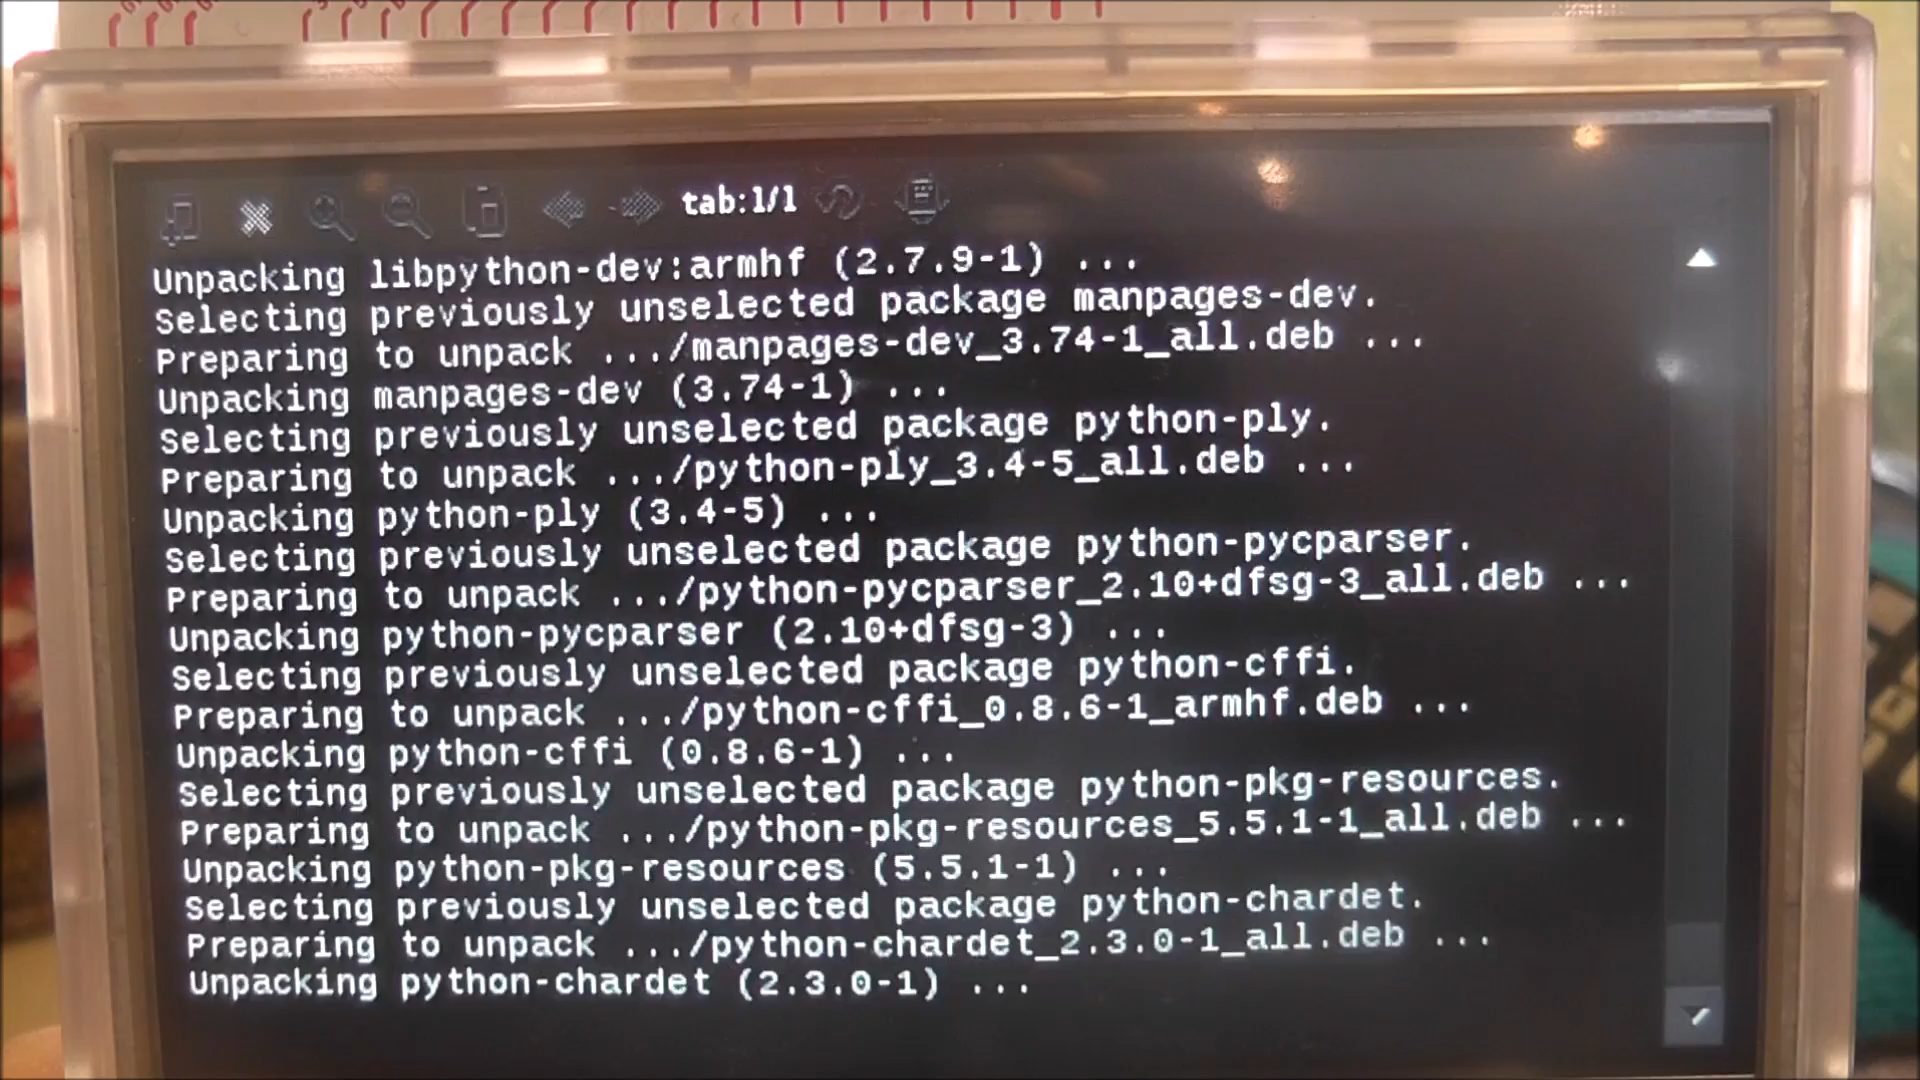 tab:1/1
Unpacking libpython-dev:armhf (2.7.9-1) ...
Selecting previously unselected package manpages-dev.
Preparing to unpack .../manpages-dev_3.74-1_all.deb ...
Unpacking manpages-dev (3.74-1) ...
Selecting previously unselected package python-ply.
Preparing to unpack .../python-ply_3.4-5_all.deb ...
Unpacking python-ply (3.4-5) ...
Selecting previously unselected package python-pycparser.
Preparing to unpack .../python-pycparser_2.10+dfsg-3_all.deb ...
Unpacking python-pycparser (2.10+dfsg-3) ...
Selecting previously unselected package python-cffi.
Preparing to unpack .../python-cffi_0.8.6-1_armhf.deb ...
Unpacking python-cffi (0.8.6-1) ...
Selecting previously unselected package python-pkg-resources.
Preparing to unpack .../python-pkg-resources_5.5.1-1_all.deb ...
Unpacking python-pkg-resources (5.5.1-1) ...
Selecting previously unselected package python-chardet.
Preparing to unpack .../python-chardet_2.3.0-1_all.deb ...
Unpacking python-chardet (2.3.0-1) ...